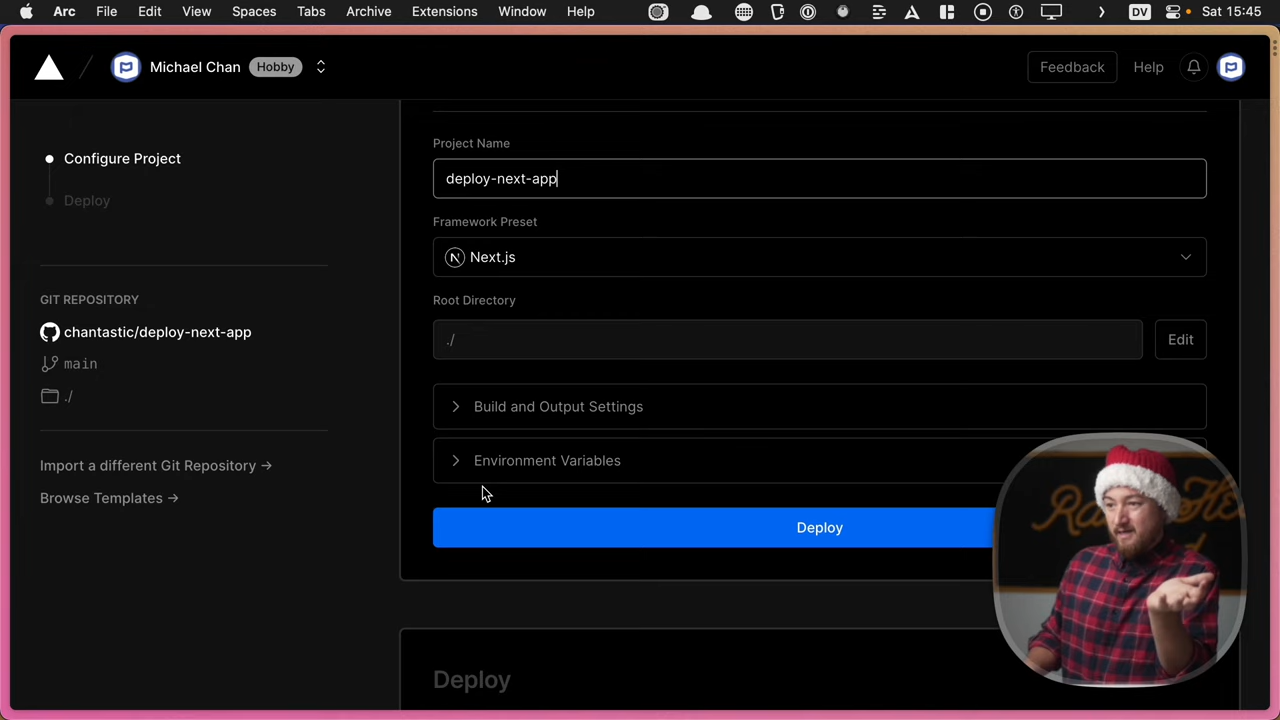 Arc File Edit View Spaces Tabs Archive Extensions Window Help DV Sat 15:45
Michael Chan Hobby Feedback Help
Configure Project
Deploy
GIT REPOSITORY
chantastic/deploy-next-app
main
./
Import a different Git Repository →
Browse Templates →
Project Name
deploy-next-app
Framework Preset
N Next.js
Root Directory
./ Edit
Build and Output Settings
Environment Variables
Deploy
Deploy